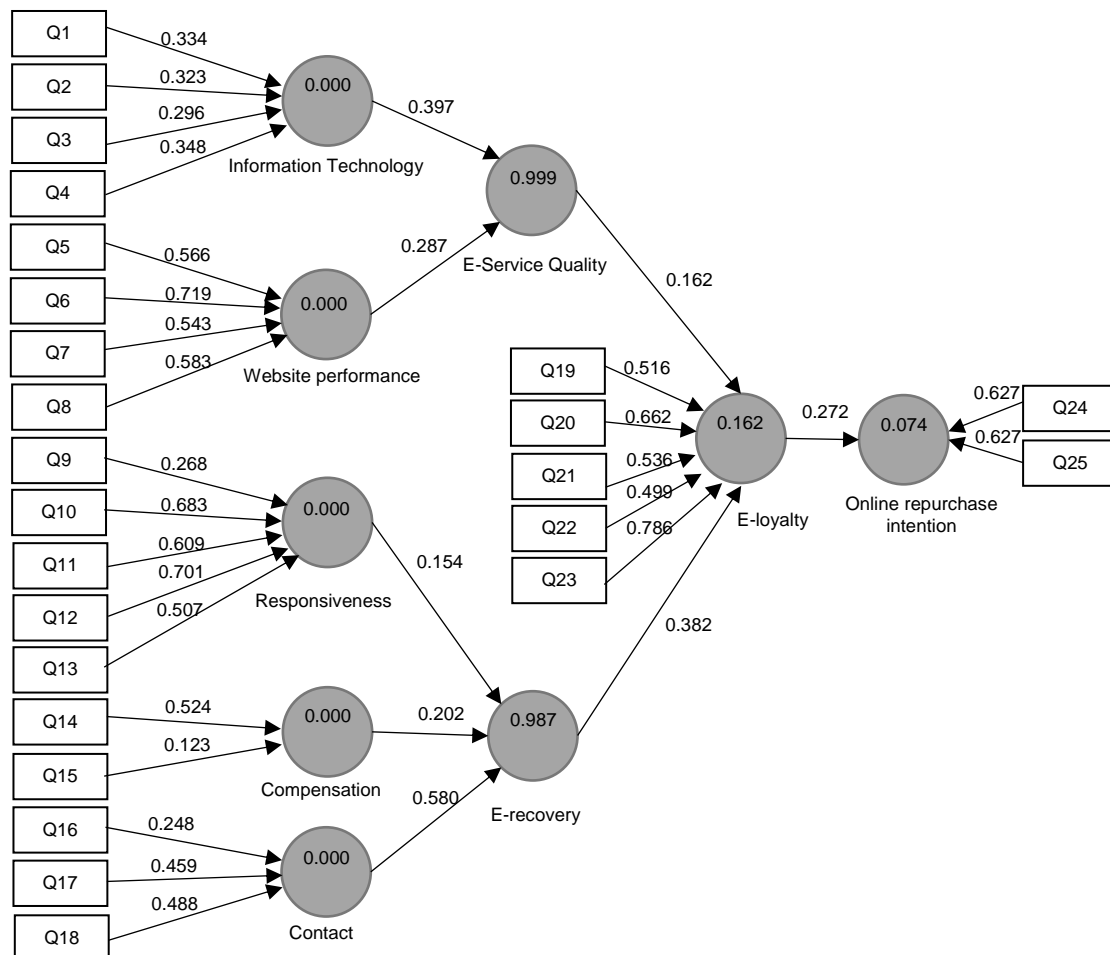 Q1
0.334
Q2
0.323
Q3
0.296
Q4
0.348
0.000
Information Technology
0.397
Q5
0.566
Q6
0.719
Q7
0.543
Q8
0.583
0.000
Website performance
0.287
0.999
E-Service Quality
0.162
Q9
0.268
Q10
0.683
Q11
0.609
Q12
0.701
Q13
0.507
0.000
Responsiveness
0.154
Q14
0.524
Q15
0.123
0.000
Compensation
0.202
Q16
0.248
Q17
0.459
Q18
0.488
0.000
Contact
0.580
0.987
E-recovery
0.382
Q19
0.516
Q20
0.662
Q21
0.536
Q22
0.499
Q23
0.786
0.162
E-loyalty
0.272
0.074
Online repurchase
intention
0.627
Q24
0.627
Q25